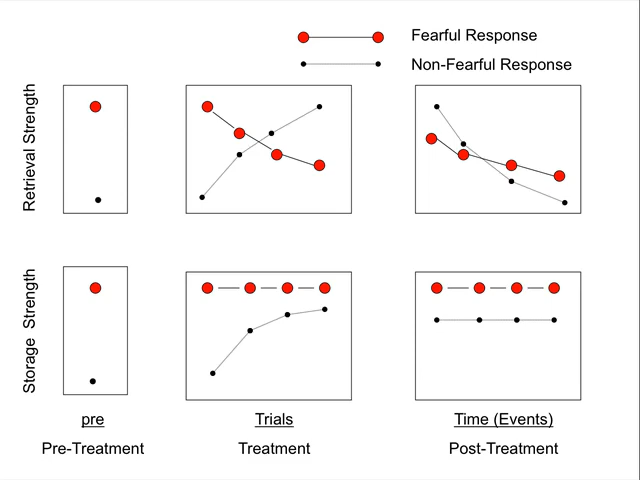 Fearful Response
Non-Fearful Response
Retrieval Strength
Storage Strength
pre
Trials
Time (Events)
Pre-Treatment
Treatment
Post-Treatment